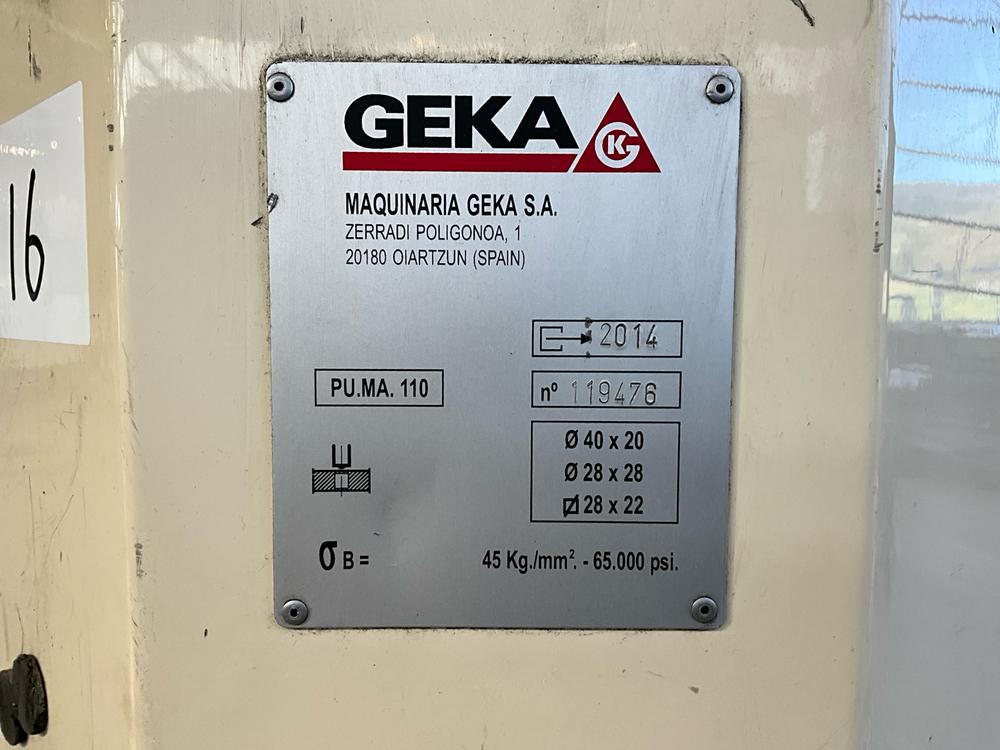 GEKA
KG
MAQUINARIA GEKA S.A.
ZERRADI POLIGONOA, 1
20180 OIARTZUN (SPAIN)
2014
PU.MA. 110
nº 119476
Ø 40 x 20
Ø 28 x 28
⍁ 28 x 22
σ B = 45 Kg./mm². - 65.000 psi.
16